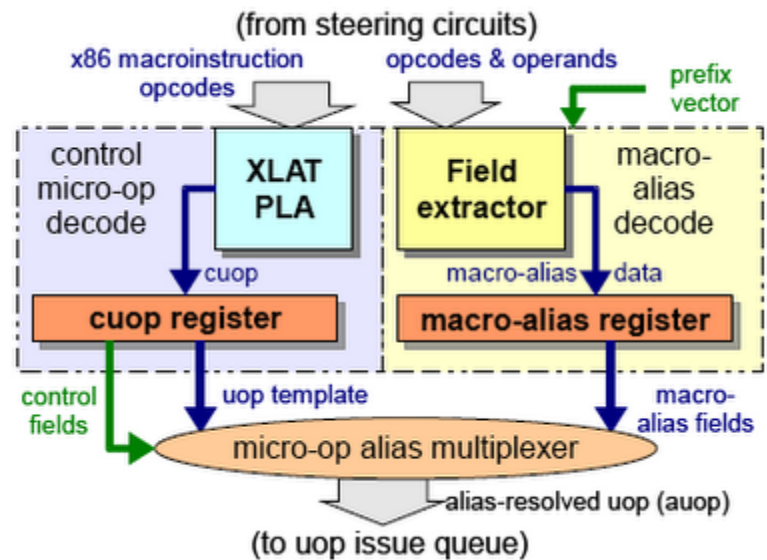 (from steering circuits)
x86 macroinstruction
opcodes
opcodes & operands
prefix
vector
control
micro-op
decode
XLAT
PLA
Field
extractor
macro-
alias
decode
cuop
macro-alias data
cuop register
macro-alias register
control
fields
uop template
macro-
alias fields
micro-op alias multiplexer
alias-resolved uop (auop)
(to uop issue queue)